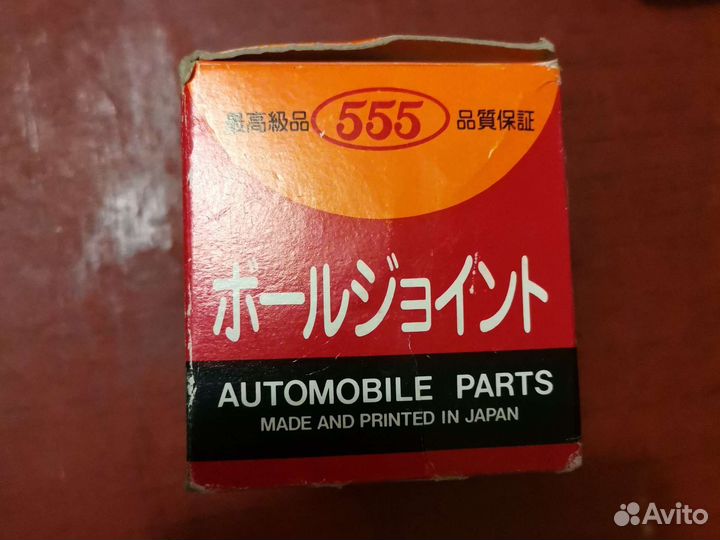 最高級品 555 品質保証
ボールジョイント
AUTOMOBILE PARTS
MADE AND PRINTED IN JAPAN
Avito